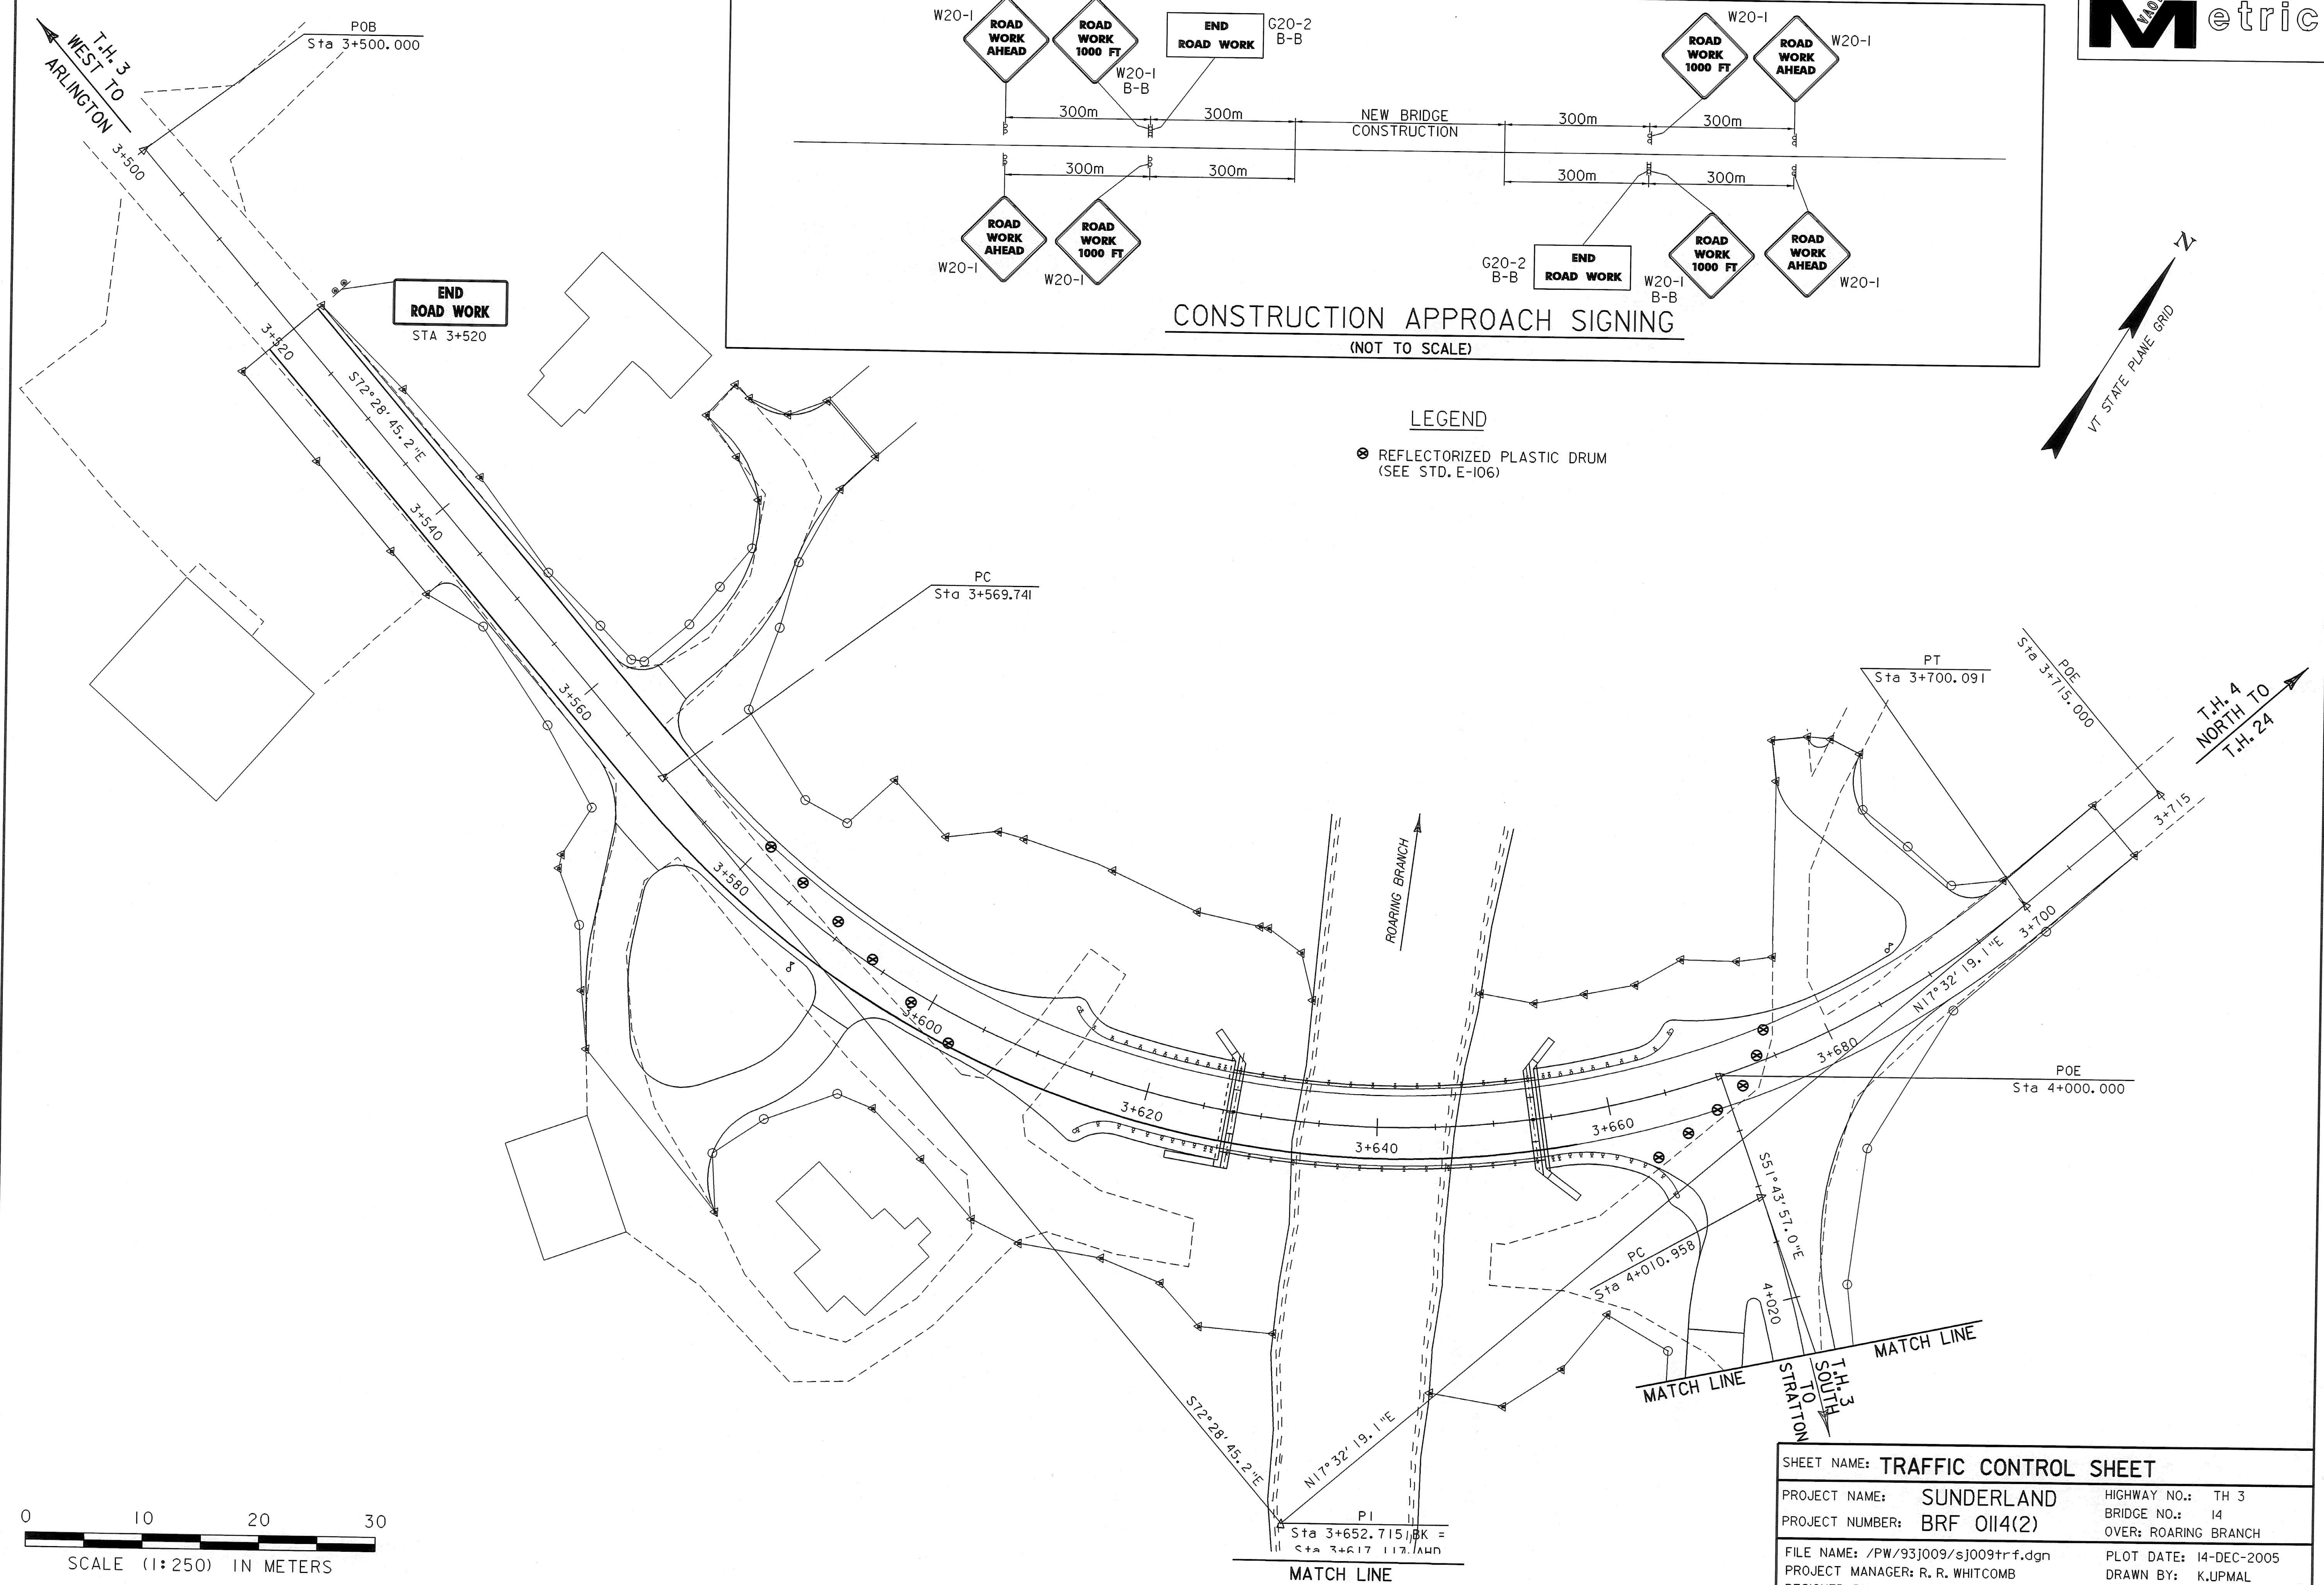 VAOT
Metric
T.H. 3
WEST TO
ARLINGTON
POB
Sta 3+500.000
3+500
W20-1
ROAD
WORK
AHEAD
ROAD
WORK
1000 FT
W20-1
B-B
END
ROAD WORK
G20-2
B-B
W20-1
ROAD
WORK
1000 FT
ROAD
WORK
AHEAD
W20-1
300m
300m
NEW BRIDGE
CONSTRUCTION
300m
300m
300m
300m
300m
300m
ROAD
WORK
AHEAD
W20-1
ROAD
WORK
1000 FT
W20-1
G20-2
B-B
END
ROAD WORK
ROAD
WORK
1000 FT
W20-1
B-B
ROAD
WORK
AHEAD
W20-1
CONSTRUCTION APPROACH SIGNING
(NOT TO SCALE)
N
VT STATE PLANE GRID
END
ROAD WORK
STA 3+520
3+520
S72°28'45.2"E
LEGEND
REFLECTORIZED PLASTIC DRUM
(SEE STD. E-106)
3+540
PC
Sta 3+569.741
3+560
3+580
3+600
3+620
3+640
3+660
3+680
3+700
3+715
ROARING BRANCH
PT
Sta 3+700.091
POE
Sta 3+715.000
T.H. 4
NORTH TO
T.H. 24
N17°32'19.1"E
POE
Sta 4+000.000
S51°43'57.0"E
PC
Sta 4+010.958
4+020
MATCH LINE
MATCH LINE
T.H. 3
SOUTH
TO
STRATTON
S72°28'45.2"E
N17°32'19.1"E
PI
Sta 3+652.715 BK =
Sta 3+617.117 AHD
MATCH LINE
0 10 20 30
SCALE (1:250) IN METERS
SHEET NAME: TRAFFIC CONTROL SHEET
PROJECT NAME: SUNDERLAND
PROJECT NUMBER: BRF 0114(2)
HIGHWAY NO.: TH 3
BRIDGE NO.: 14
OVER: ROARING BRANCH
FILE NAME: /PW/93j009/sj009trf.dgn
PROJECT MANAGER: R. R. WHITCOMB
PLOT DATE: 14-DEC-2005
DRAWN BY: K.UPMAL